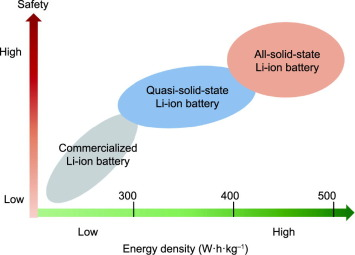 Safety
High
All-solid-state
Li-ion battery
Quasi-solid-state
Li-ion battery
Commercialized
Li-ion battery
Low
300
400
500
Low
High
Energy density (W·h·kg⁻¹)